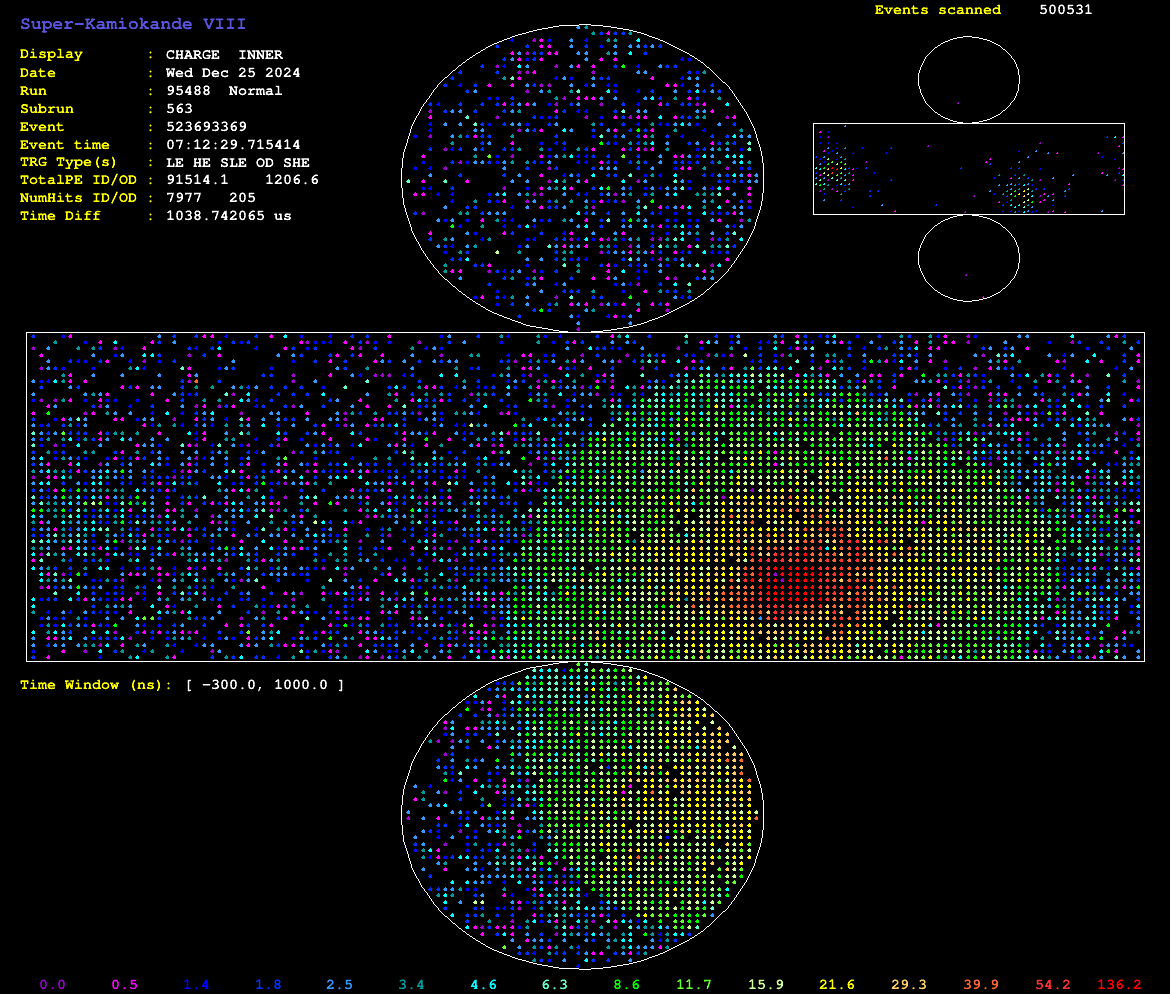 Super-Kamiokande VIII
Events scanned 500531
Display : CHARGE INNER
Date : Wed Dec 25 2024
Run : 95488 Normal
Subrun : 563
Event : 523693369
Event time : 07:12:29.715414
TRG Type(s) : LE HE SLE OD SHE
TotalPE ID/OD : 91514.1 1206.6
NumHits ID/OD : 7977 205
Time Diff : 1038.742065 us
Time Window (ns): [ −300.0, 1000.0 ]
0.0 0.5 1.4 1.8 2.5 3.4 4.6 6.3 8.6 11.7 15.9 21.6 29.3 39.9 54.2 136.2